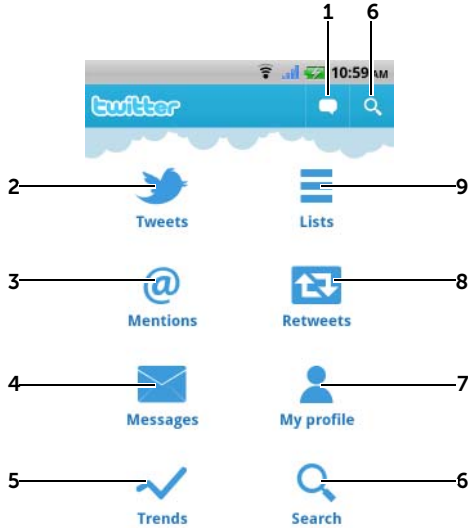 1 6
10:59 AM
twitter
2 9
Tweets Lists
3 @ 8
Mentions Retweets
4 7
Messages My profile
5 6
Trends Search